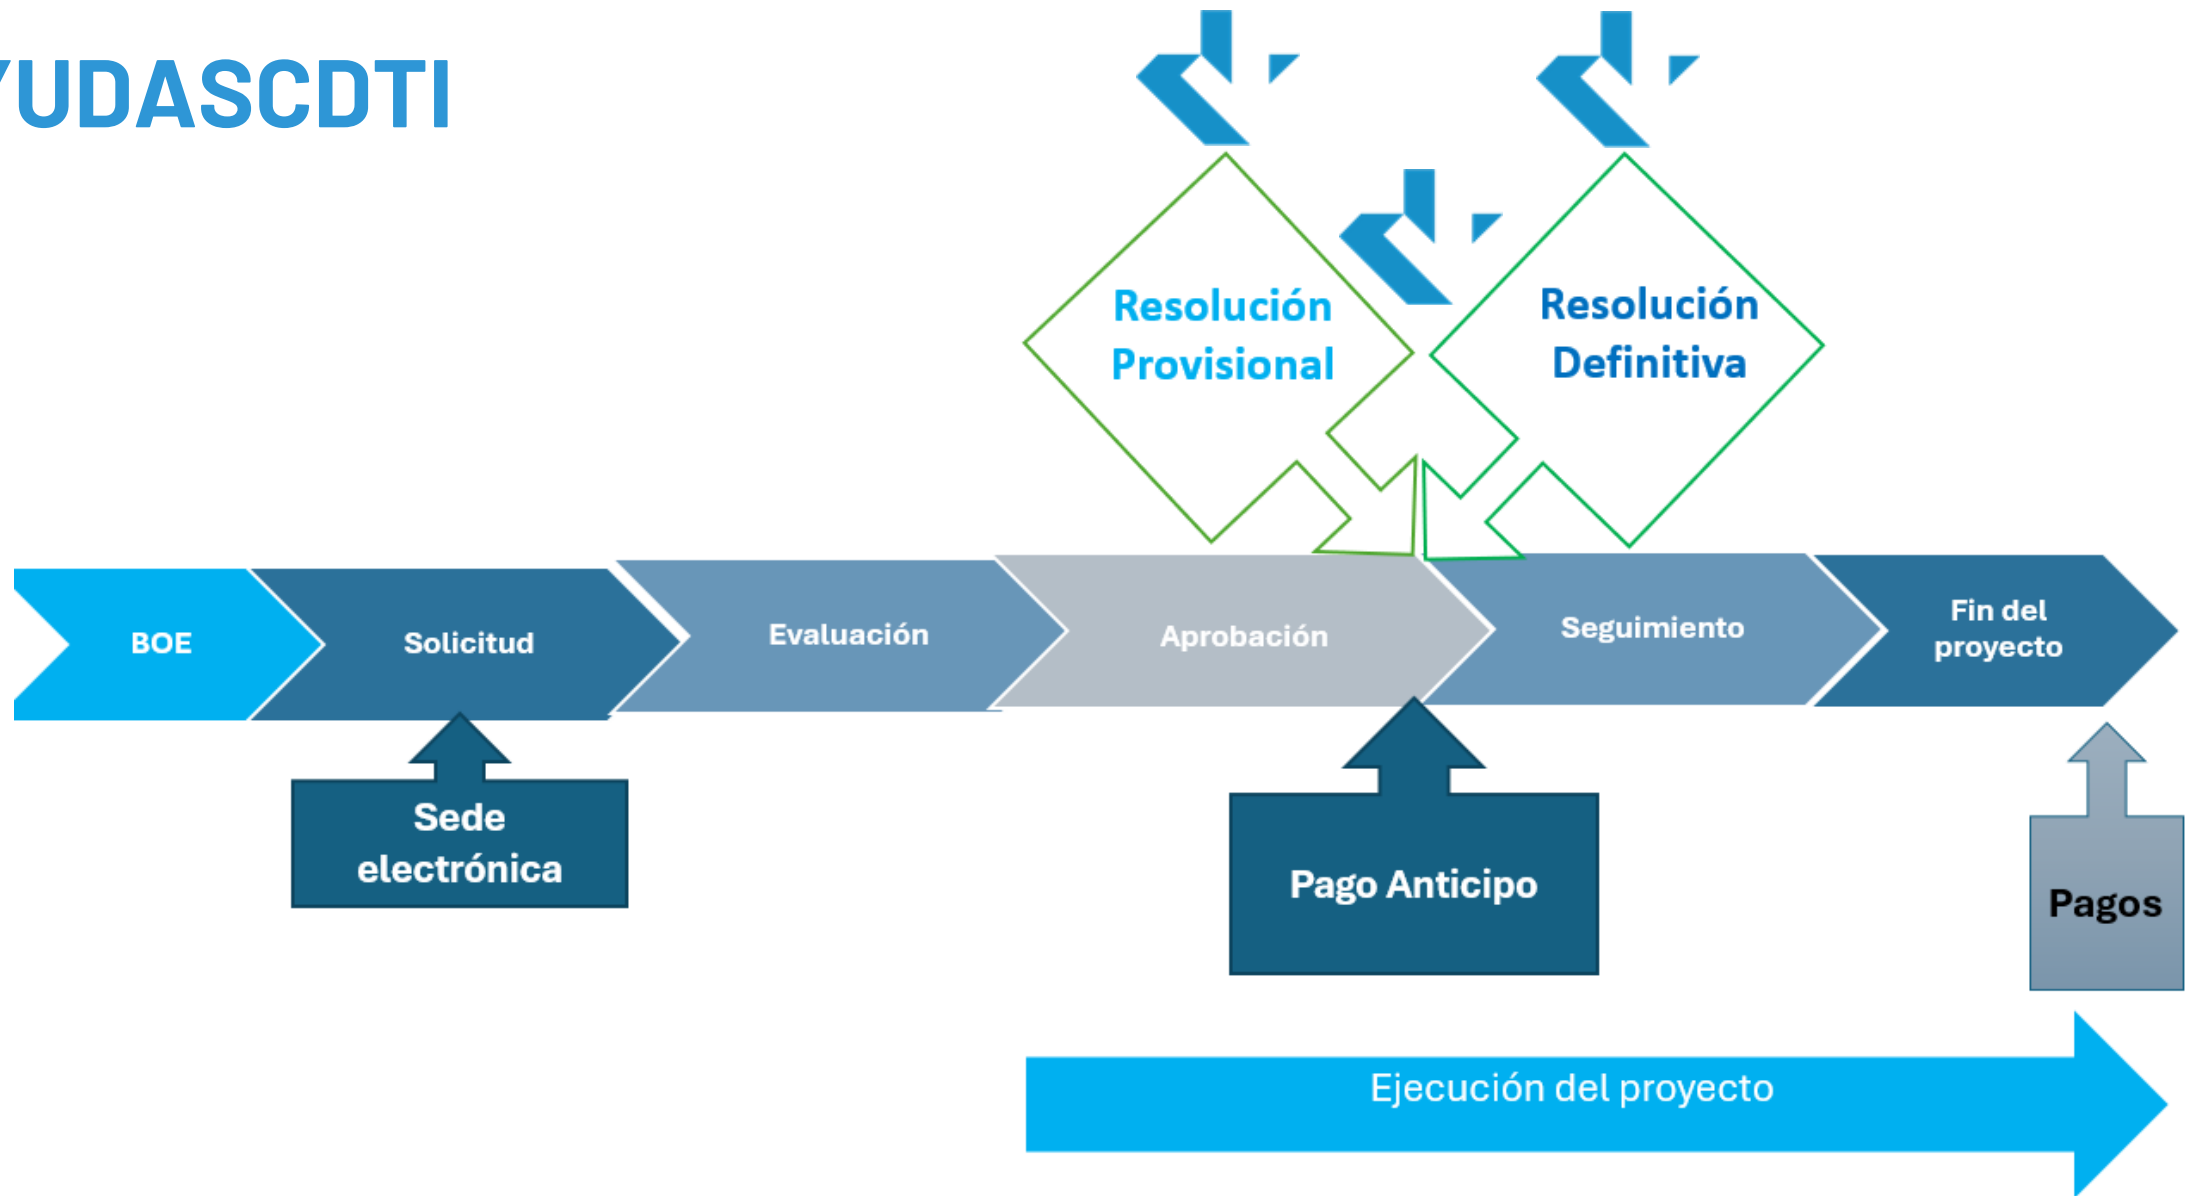 YUDASCDTI
Resolución
Provisional
Resolución
Definitiva
BOE
Solicitud
Evaluación
Aprobación
Seguimiento
Fin del
proyecto
Sede
electrónica
Pago Anticipo
Pagos
Ejecución del proyecto